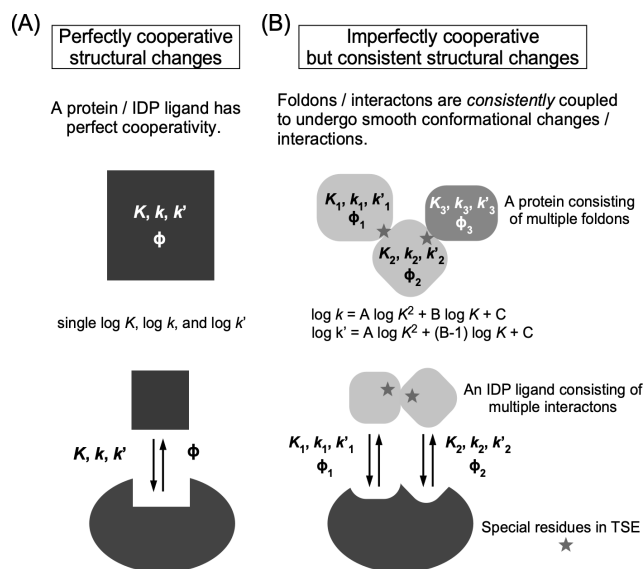 (A)
Perfectly cooperative
structural changes
A protein / IDP ligand has
perfect cooperativity.
K, k, k'
ϕ
single log K, log k, and log k'
K, k, k'
ϕ
(B)
Imperfectly cooperative
but consistent structural changes
Foldons / interactons are consistently coupled
to undergo smooth conformational changes /
interactions.
K₁, k₁, k'₁
ϕ₁
K₂, k₂, k'₂
ϕ₂
K₃, k₃, k'₃
ϕ₃
A protein consisting
of multiple foldons
log k = A log K² + B log K + C
log k' = A log K² + (B-1) log K + C
An IDP ligand consisting of
multiple interactons
K₁, k₁, k'₁
ϕ₁
K₂, k₂, k'₂
ϕ₂
Special residues in TSE